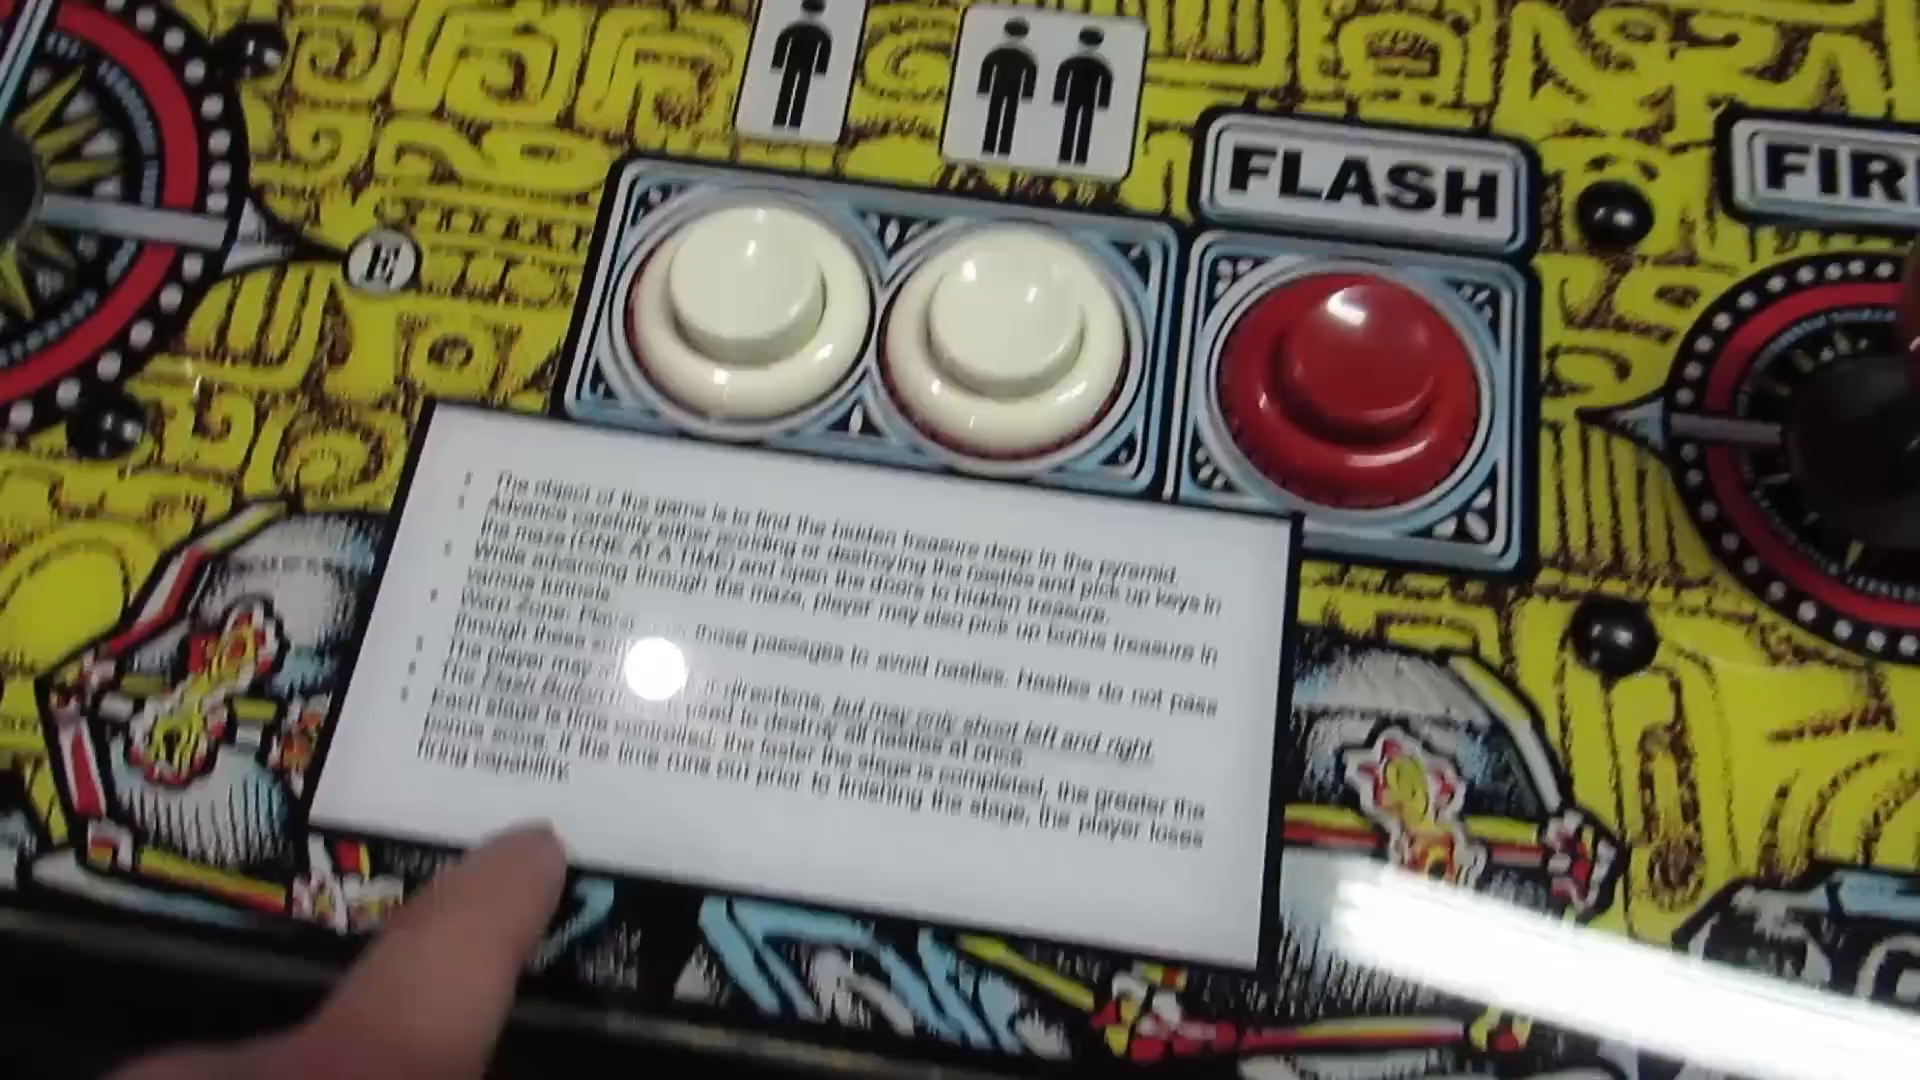 FLASH
FIR
E
The object of the game is to find the hidden treasure deep in the pyramid.
Advance carefully either avoiding or destroying the nasties and pick up keys in
the maze (ONE AT A TIME) and open the doors to hidden treasure.
While advancing through the maze, player may also pick up bonus treasure in
various tunnels.
Warp Zone: Player those passages to avoid nasties. Nasties do not pass
through these
The player may directions, but may only shoot left and right.
The Flash Button used to destroy all nasties at once.
Each stage is time controlled, the faster the stage is completed, the greater the
bonus score. If the time runs out prior to finishing the stage, the player loses
firing capability.